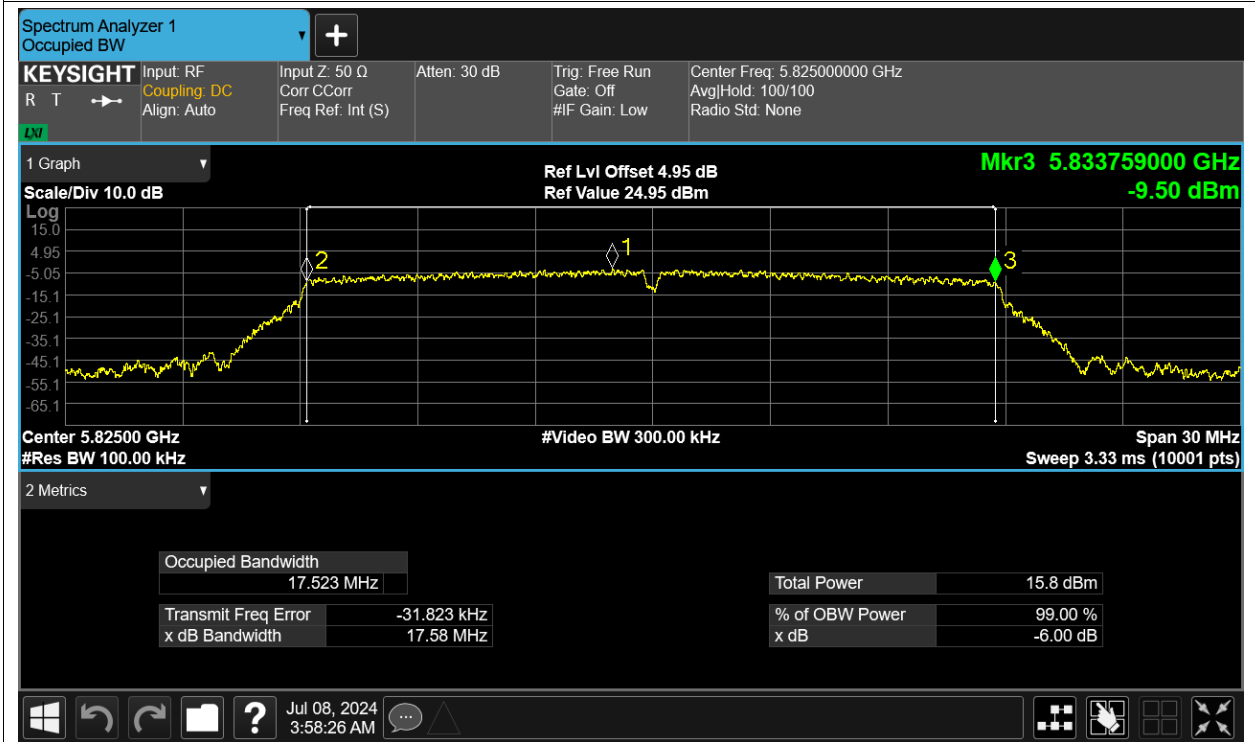 Spectrum Analyzer 1
Occupied BW
KEYSIGHT
R T
LXI
Input: RF
Coupling: DC
Align: Auto
Input Z: 50 Ω
Corr CCorr
Freq Ref: Int (S)
Atten: 30 dB
Trig: Free Run
Gate: Off
#IF Gain: Low
Center Freq: 5.825000000 GHz
Avg|Hold: 100/100
Radio Std: None
1 Graph
Scale/Div 10.0 dB
Ref Lvl Offset 4.95 dB
Ref Value 24.95 dBm
Mkr3 5.833759000 GHz
-9.50 dBm
Log
15.0
4.95
-5.05
-15.1
-25.1
-35.1
-45.1
-55.1
-65.1
2
1
3
Center 5.82500 GHz
#Video BW 300.00 kHz
Span 30 MHz
#Res BW 100.00 kHz
Sweep 3.33 ms (10001 pts)
2 Metrics
Occupied Bandwidth
17.523 MHz
Transmit Freq Error -31.823 kHz
x dB Bandwidth 17.58 MHz
Total Power 15.8 dBm
% of OBW Power 99.00 %
x dB -6.00 dB
?
Jul 08, 2024
3:58:26 AM